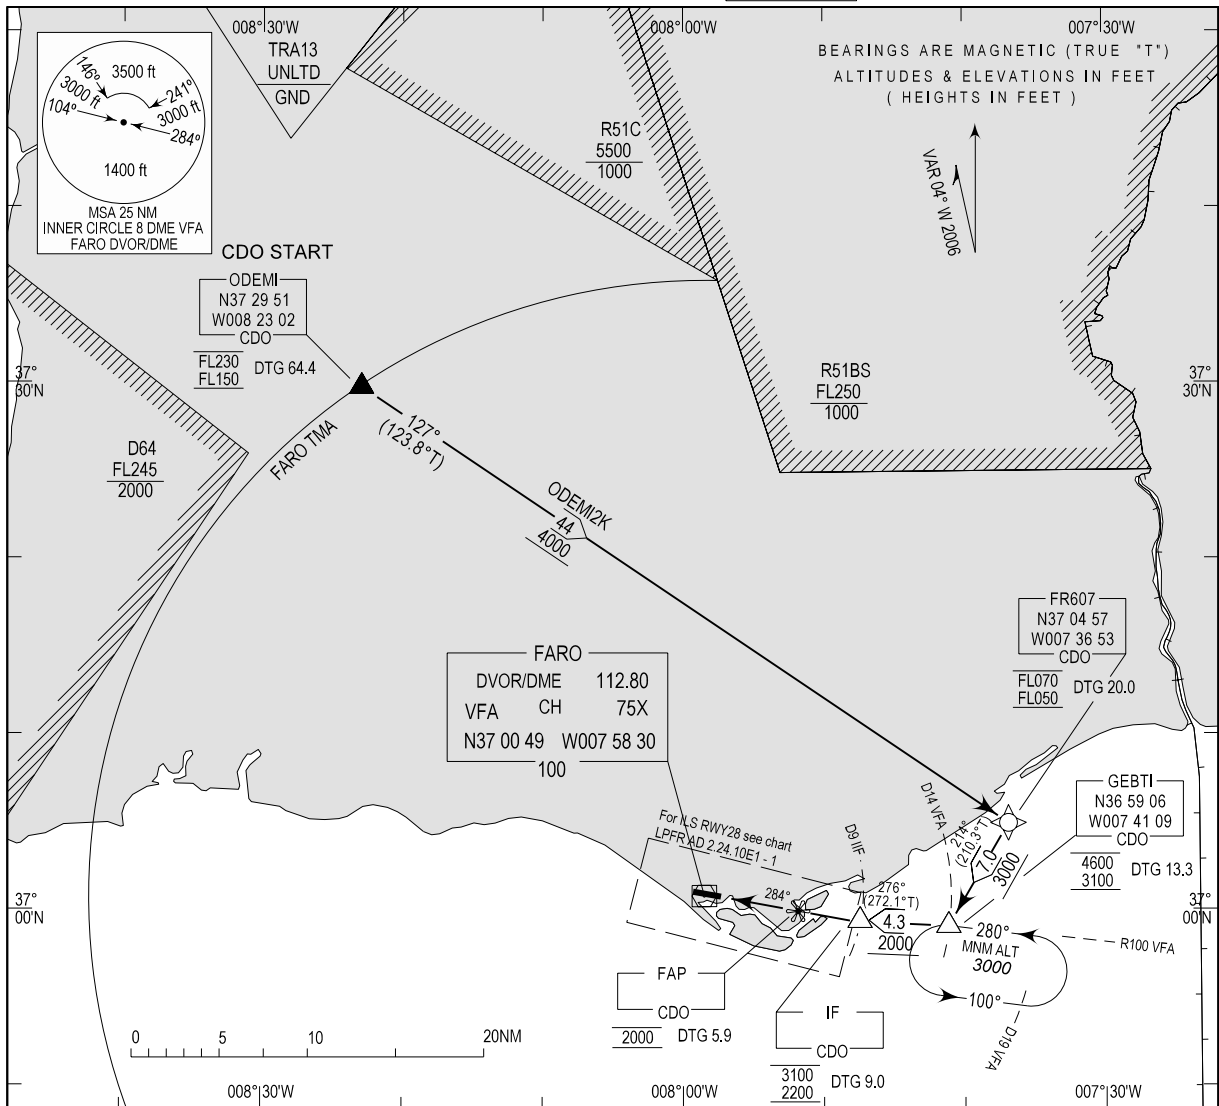 008°30'W
008°00'W
007°30'W
3500 ft
146°
3000 ft
104°
241°
3000 ft
284°
1400 ft
MSA 25 NM
INNER CIRCLE 8 DME VFA
FARO DVOR/DME
TRA13
UNLTD
GND
BEARINGS ARE MAGNETIC (TRUE "T")
ALTITUDES & ELEVATIONS IN FEET
( HEIGHTS IN FEET )
R51C
5500
1000
VAR 04° W 2006
CDO START
ODEMI
N37 29 51
W008 23 02
CDO
FL230
FL150
DTG 64.4
37°
30'N
37°
30'N
R51BS
FL250
1000
D64
FL245
2000
FARO TMA
127°
(123.8°T)
ODEMI2K
44
4000
FR607
N37 04 57
W007 36 53
CDO
FL070
FL050
DTG 20.0
FARO
DVOR/DME 112.80
VFA CH 75X
N37 00 49 W007 58 30
100
GEBTI
N36 59 06
W007 41 09
CDO
4600
3100
DTG 13.3
For ILS RWY28 see chart
LPFR AD 2.24.10E1 - 1
D9 IIF
D14 VFA
214°
(210.3°T)
7.0
3000
37°
00'N
37°
00'N
284°
276°
(272.1°T)
4.3
2000
280°
MNM ALT
3000
100°
R100 VFA
D19 VFA
FAP
CDO
2000
DTG 5.9
IF
CDO
3100
2200
DTG 9.0
0 5 10 20NM
008°30'W
008°00'W
007°30'W